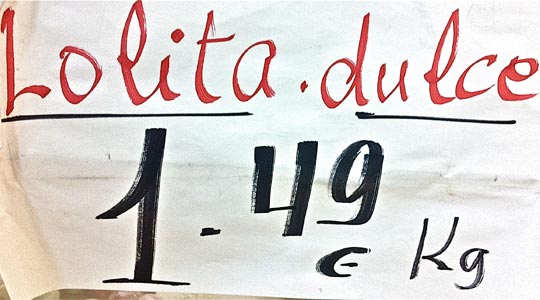 Lolita.dulce
1-49
€ Kg